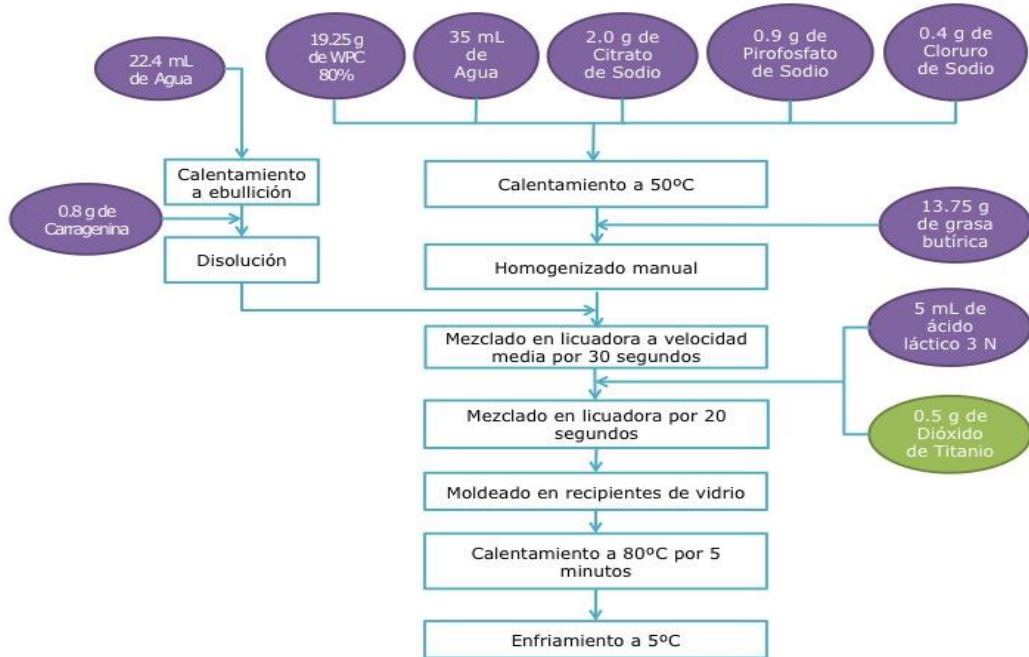 22.4 mL
de Agua
19.25 g
de WPC
80%
35 mL
de
Agua
2.0 g de
Citrato
de Sodio
0.9 g de
Pirofosfato
de Sodio
0.4 g de
Cloruro
de Sodio
Calentamiento
a ebullición
Calentamiento a 50ºC
0.8 g de
Carragenina
13.75 g
de grasa
butírica
Disolución
Homogenizado manual
5 mL de
ácido
láctico 3 N
Mezclado en licuadora a velocidad
media por 30 segundos
Mezclado en licuadora por 20
segundos
0.5 g de
Dióxido
de Titanio
Moldeado en recipientes de vidrio
Calentamiento a 80ºC por 5
minutos
Enfriamiento a 5ºC